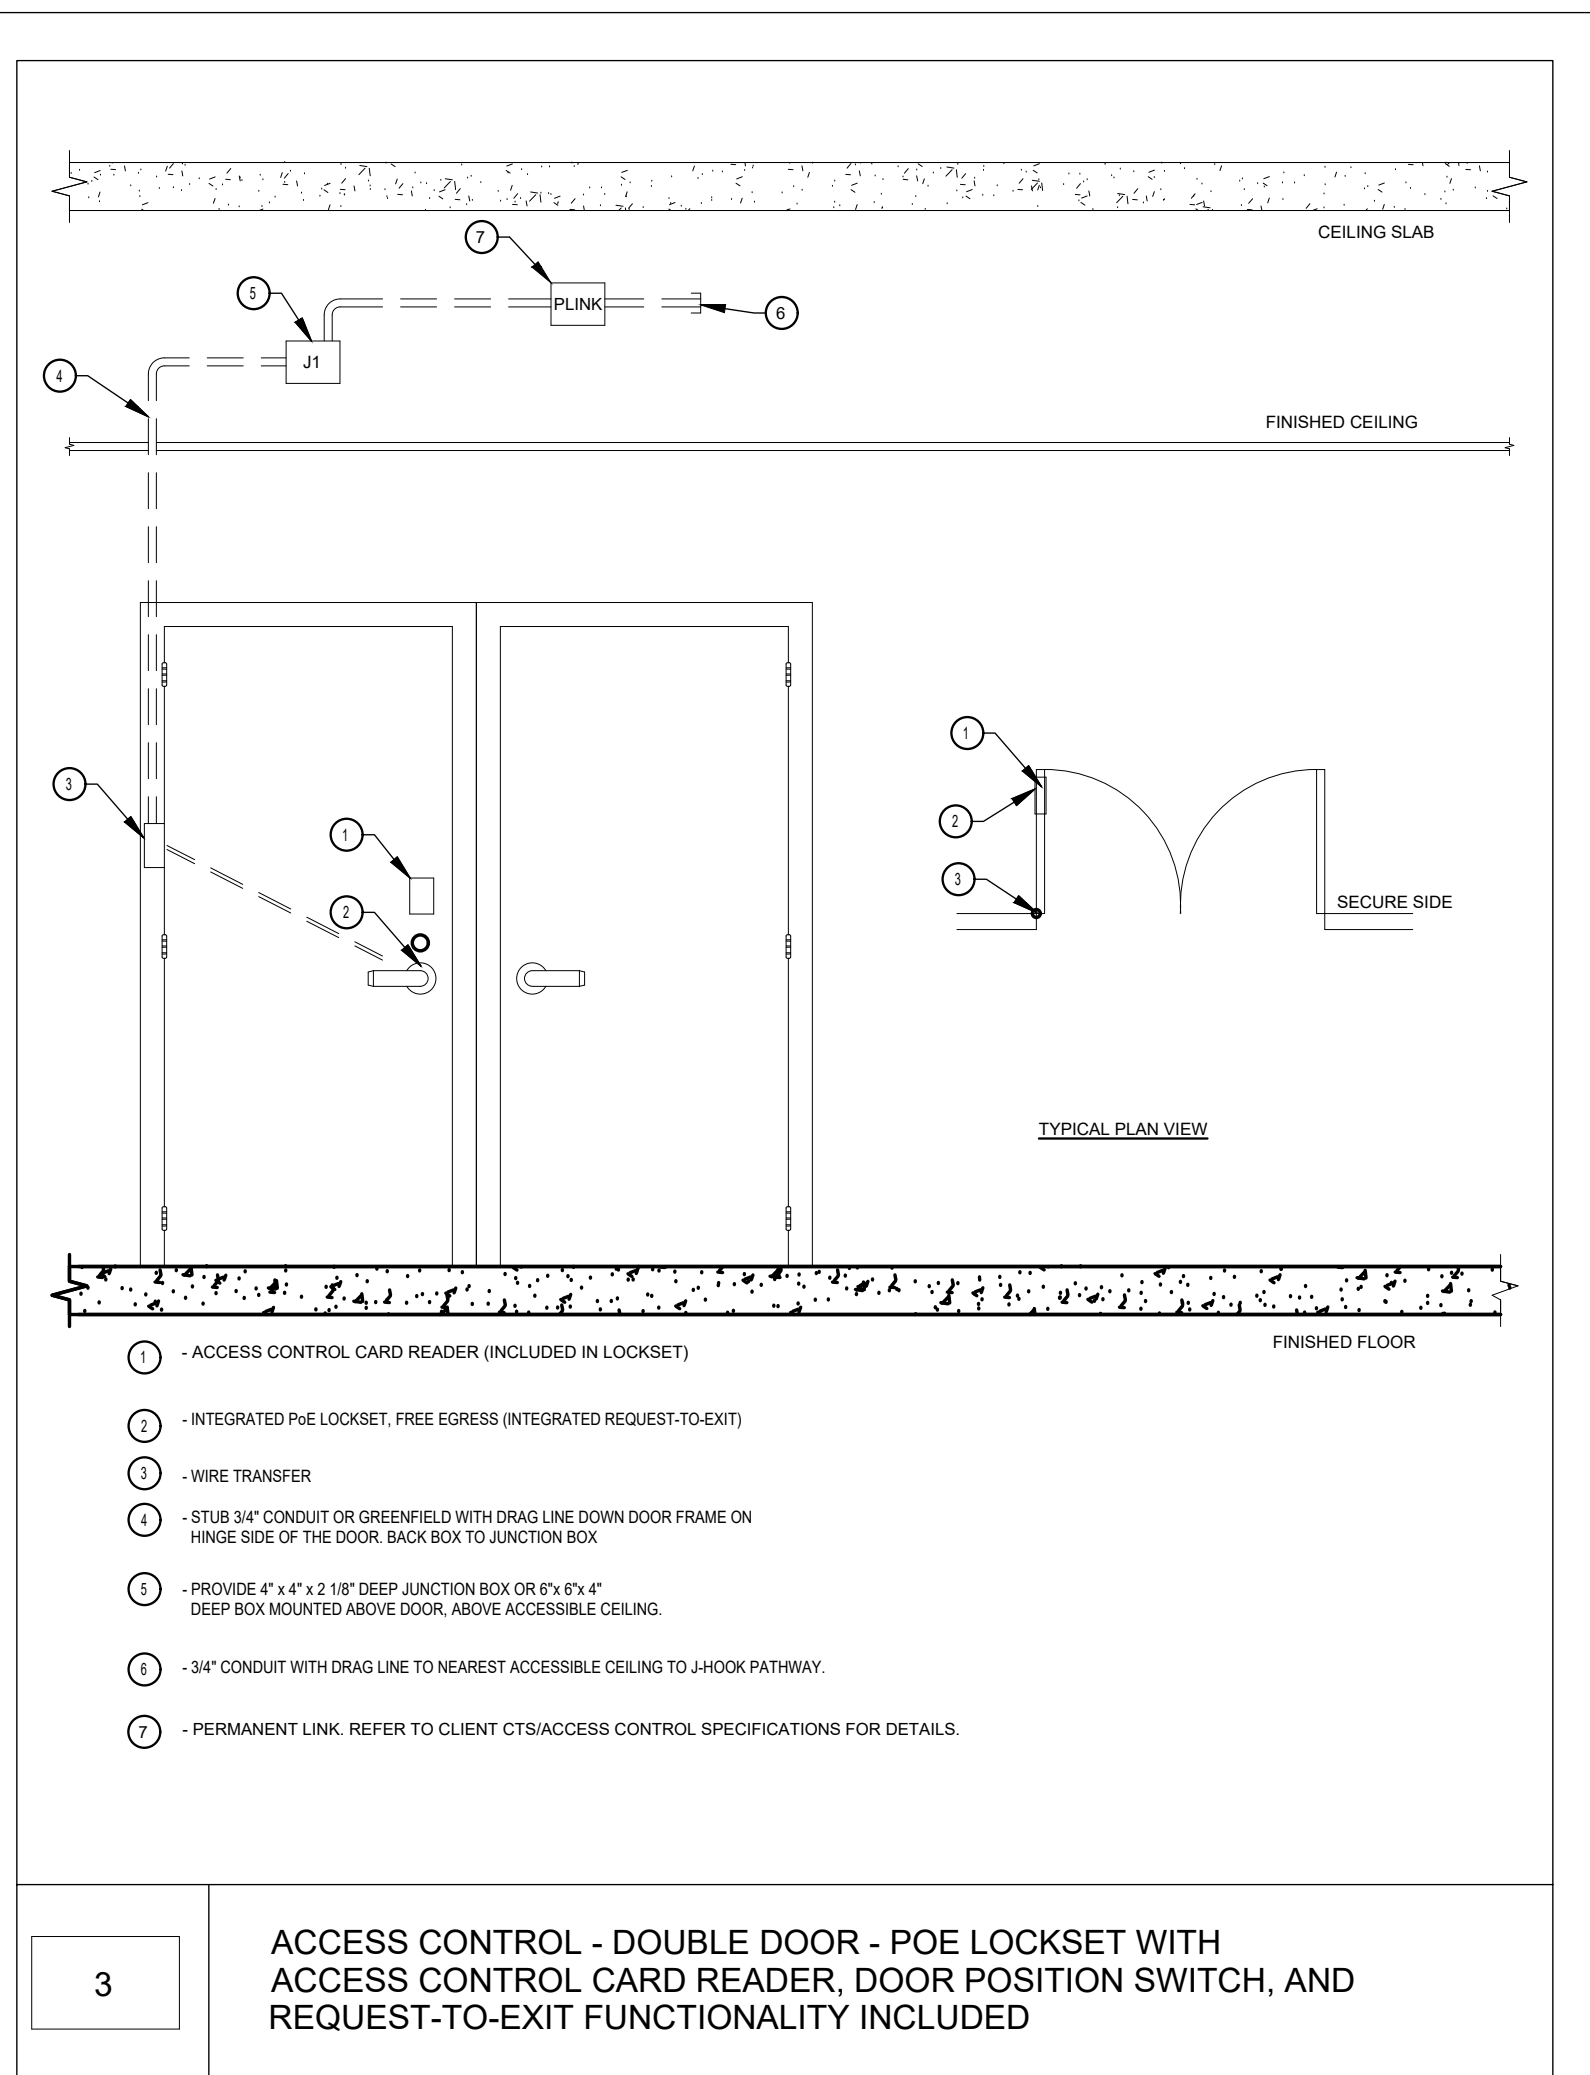 CEILING SLAB
7
5
PLINK
6
J1
4
FINISHED CEILING
3
1
2
1
2
3
SECURE SIDE
TYPICAL PLAN VIEW
FINISHED FLOOR
1 - ACCESS CONTROL CARD READER (INCLUDED IN LOCKSET)
2 - INTEGRATED PoE LOCKSET, FREE EGRESS (INTEGRATED REQUEST-TO-EXIT)
3 - WIRE TRANSFER
4 - STUB 3/4" CONDUIT OR GREENFIELD WITH DRAG LINE DOWN DOOR FRAME ON
HINGE SIDE OF THE DOOR. BACK BOX TO JUNCTION BOX
5 - PROVIDE 4" x 4" x 2 1/8" DEEP JUNCTION BOX OR 6"x 6"x 4"
DEEP BOX MOUNTED ABOVE DOOR, ABOVE ACCESSIBLE CEILING.
6 - 3/4" CONDUIT WITH DRAG LINE TO NEAREST ACCESSIBLE CEILING TO J-HOOK PATHWAY.
7 - PERMANENT LINK. REFER TO CLIENT CTS/ACCESS CONTROL SPECIFICATIONS FOR DETAILS.
3
ACCESS CONTROL - DOUBLE DOOR - POE LOCKSET WITH
ACCESS CONTROL CARD READER, DOOR POSITION SWITCH, AND
REQUEST-TO-EXIT FUNCTIONALITY INCLUDED